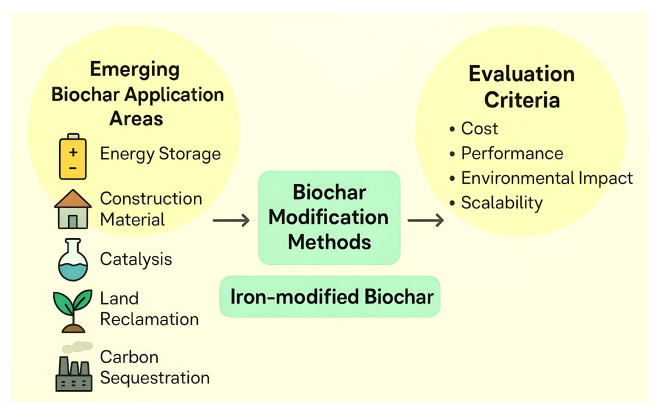 Emerging
Biochar Application
Areas
+
−
Energy Storage
Construction
Material
Catalysis
Land
Reclamation
Carbon
Sequestration
Biochar
Modification
Methods
Iron-modified Biochar
Evaluation
Criteria
• Cost
• Performance
• Environmental Impact
• Scalability